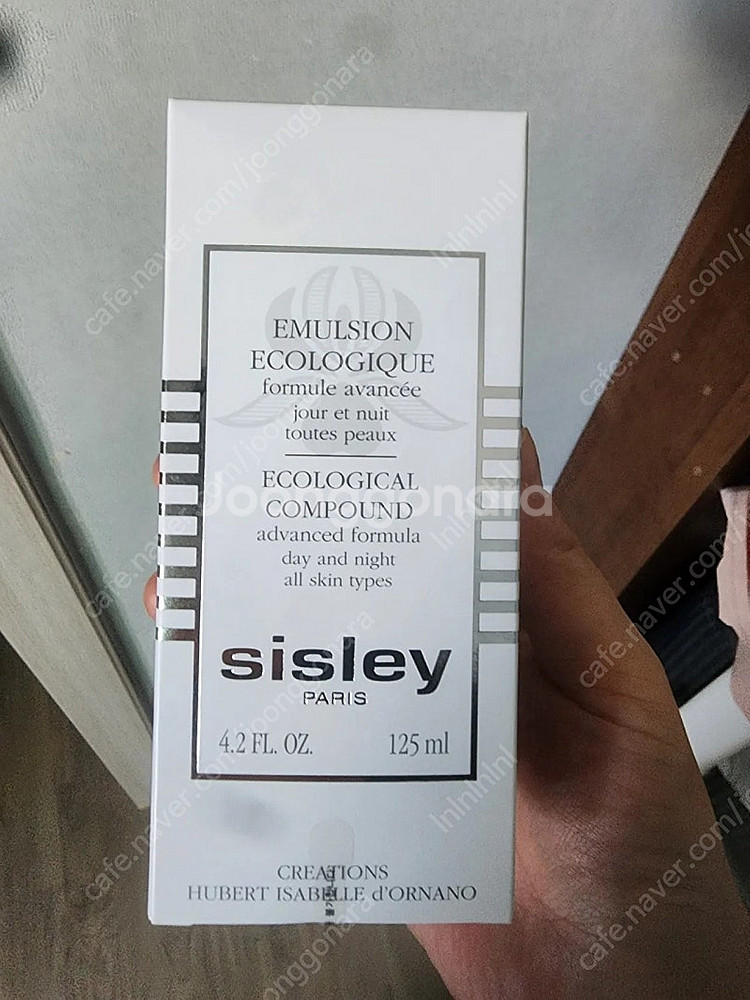 EMULSION
ECOLOGIQUE
formule avancée
jour et nuit
toutes peaux
ECOLOGICAL
COMPOUND
advanced formula
day and night
all skin types
sisley
PARIS
4.2 FL. OZ. 125 ml
CREATIONS
HUBERT ISABELLE d'ORNANO
Joonggonara
cafe.naver.com/joonggonara